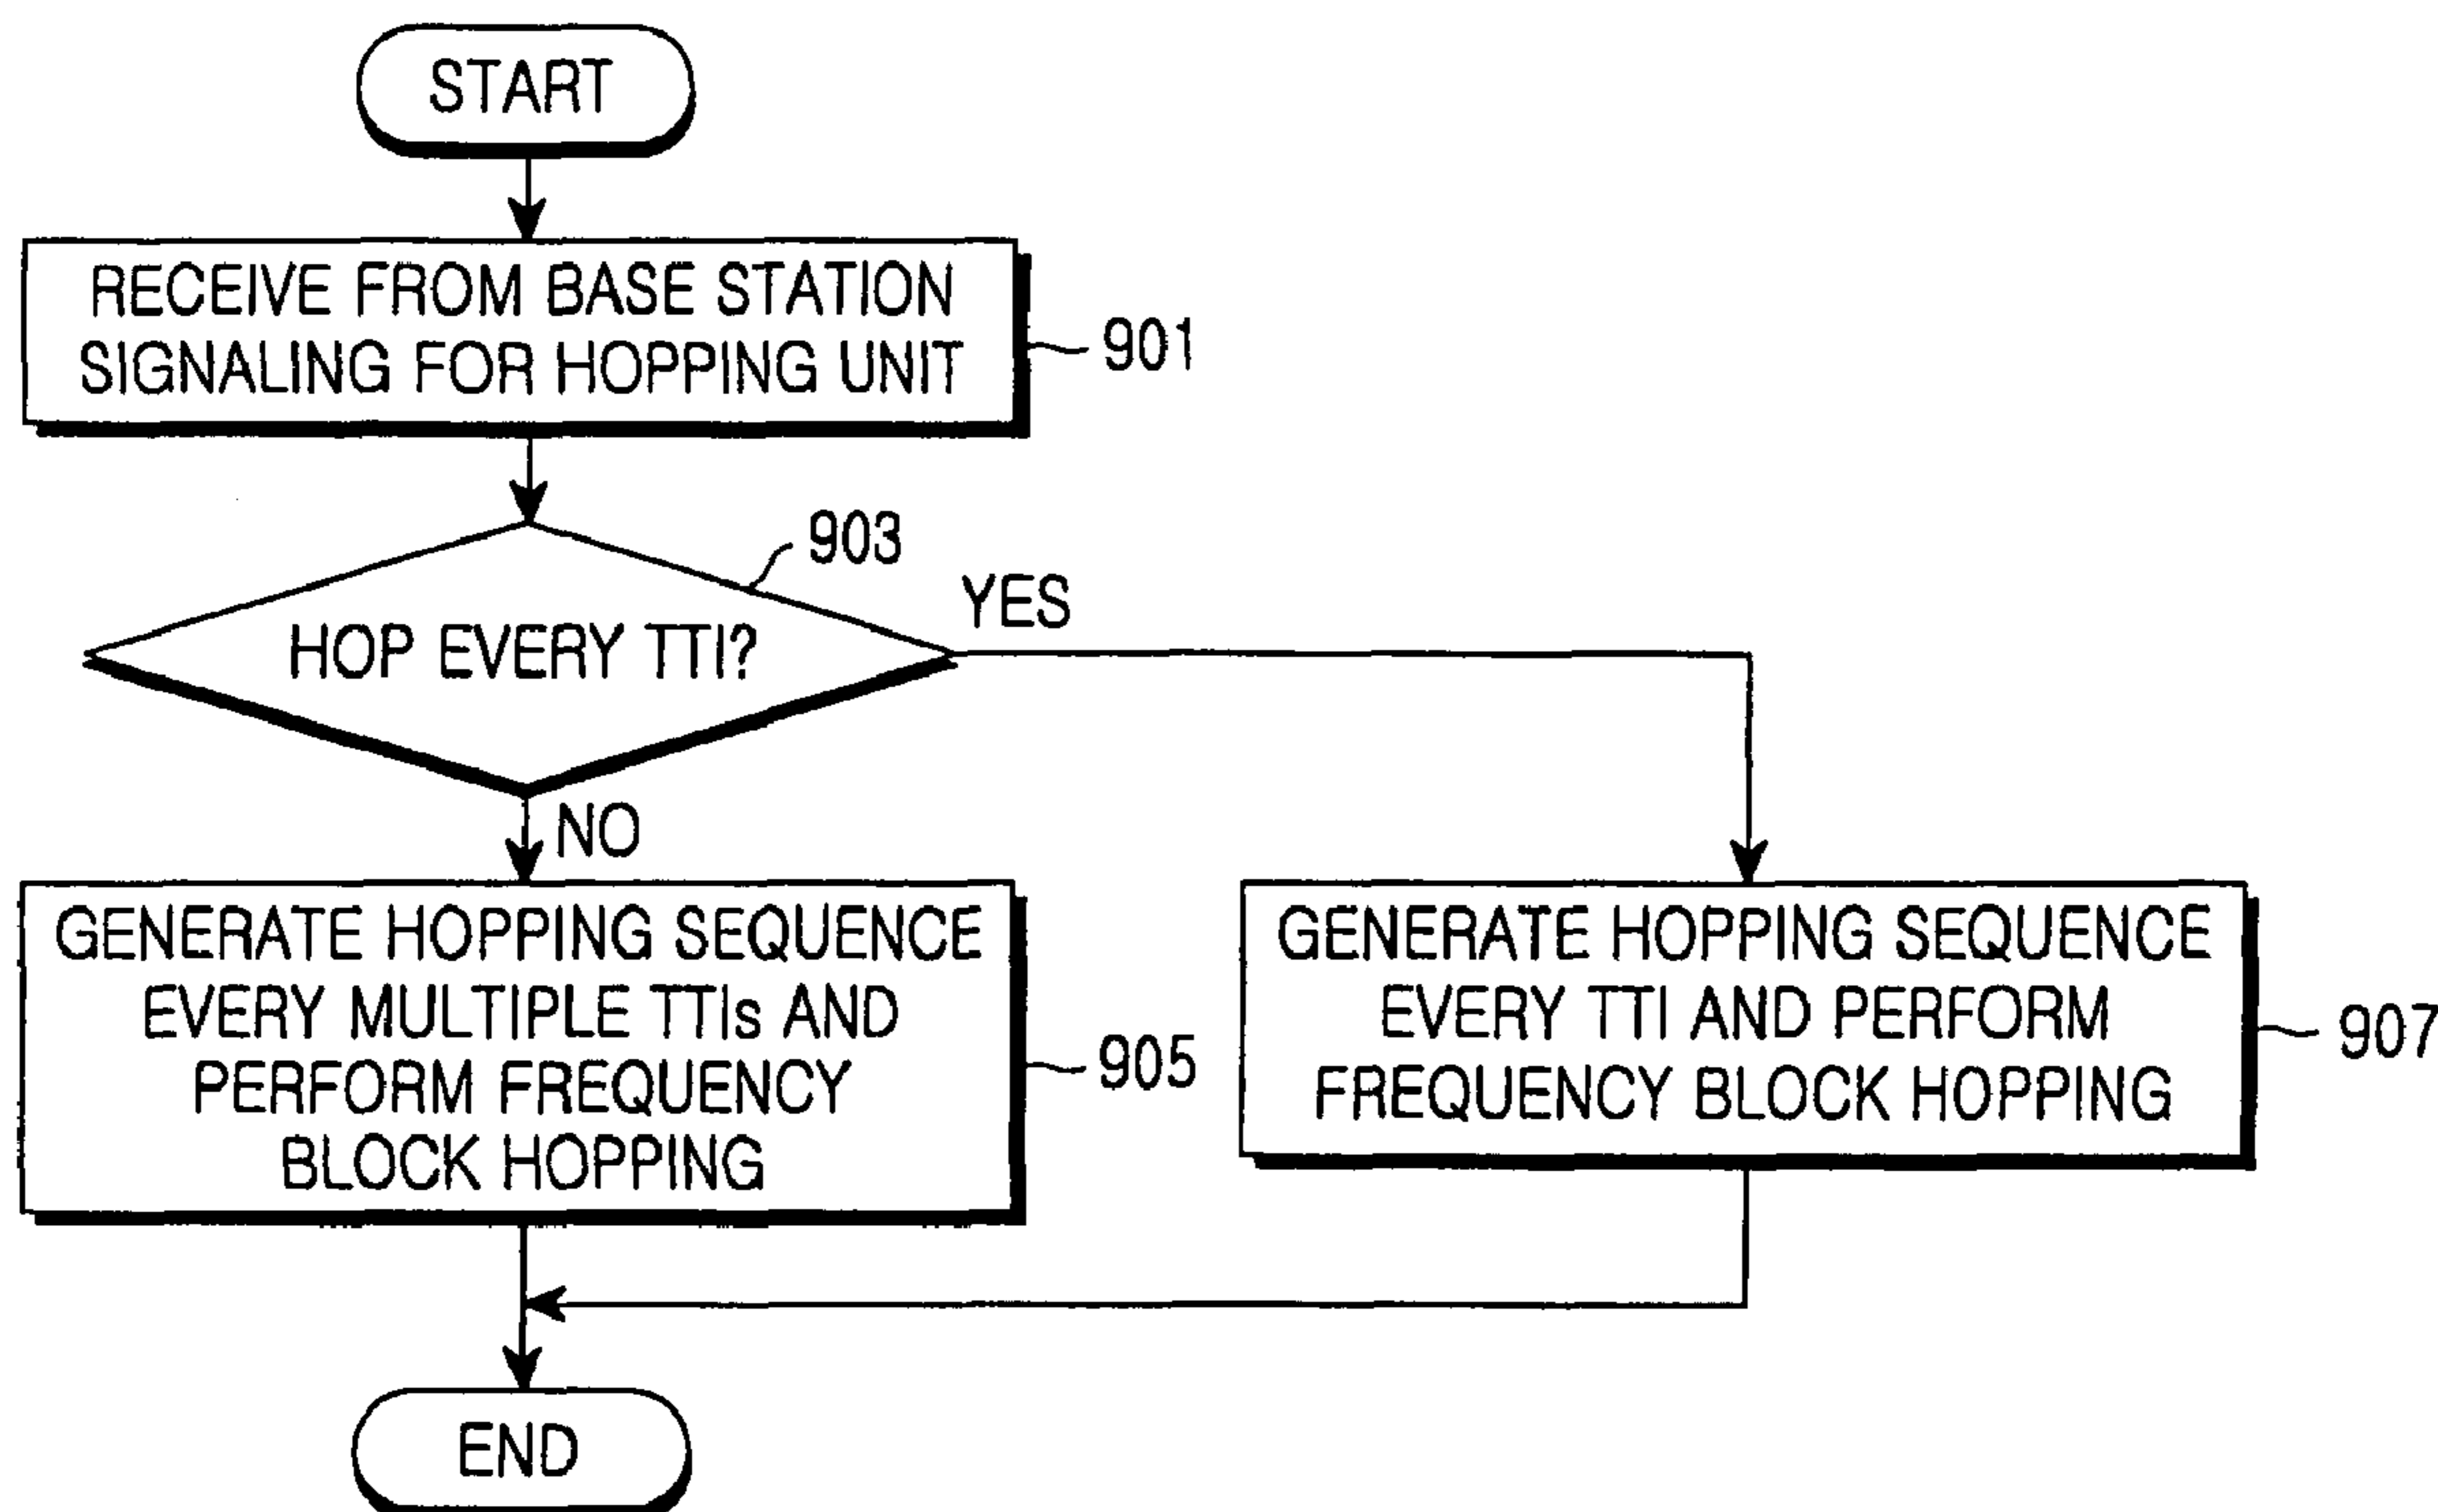 START
RECEIVE FROM BASE STATION
SIGNALING FOR HOPPING UNIT
901
903
HOP EVERY TTI?
YES
NO
GENERATE HOPPING SEQUENCE
EVERY MULTIPLE TTIs AND
PERFORM FREQUENCY
BLOCK HOPPING
905
GENERATE HOPPING SEQUENCE
EVERY TTI AND PERFORM
FREQUENCY BLOCK HOPPING
907
END